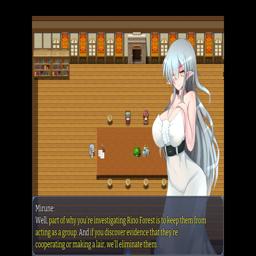 Mirune:
Well, part of why you're investigating Rino Forest is to keep them from
acting as a group. And if you discover evidence that they're
cooperating or making a lair, we'll eliminate them.